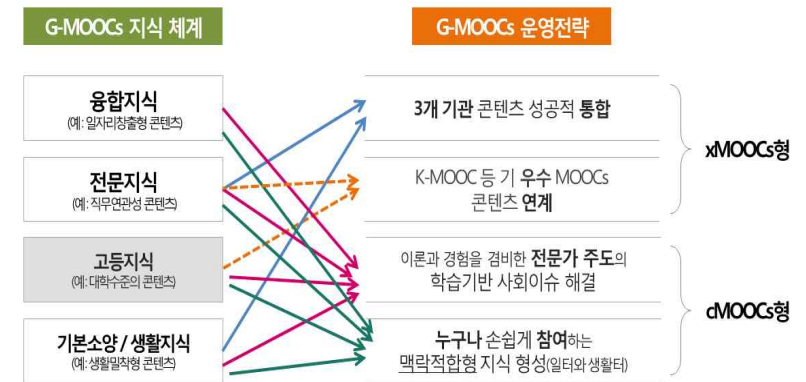 G-MOOCs 지식 체계
G-MOOCs 운영전략
융합지식
(예: 일자리창출형 콘텐츠)
3개 기관 콘텐츠 성공적 통합
전문지식
(예: 직무연관성 콘텐츠)
K-MOOC 등 기 우수 MOOCs
콘텐츠 연계
xMOOCs형
고등지식
(예: 대학수준의 콘텐츠)
이론과 경험을 겸비한 전문가 주도의
학습기반 사회이슈 해결
기본소양 / 생활지식
(예: 생활밀착형 콘텐츠)
누구나 손쉽게 참여하는
맥락적합형 지식 형성(일터와 생활터)
cMOOCs형